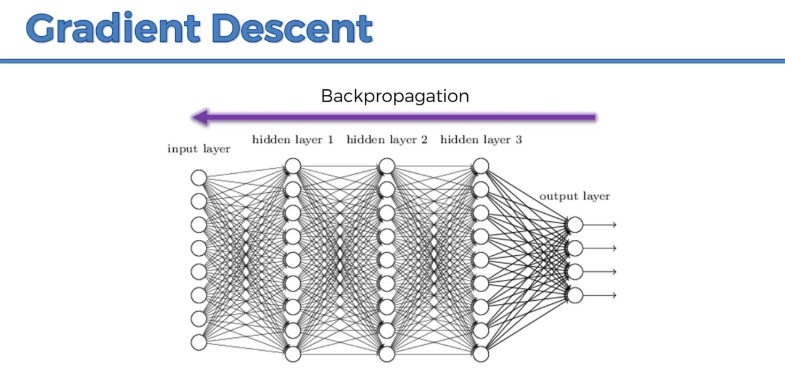 Gradient Descent
Backpropagation
input layer
hidden layer 1
hidden layer 2
hidden layer 3
output layer